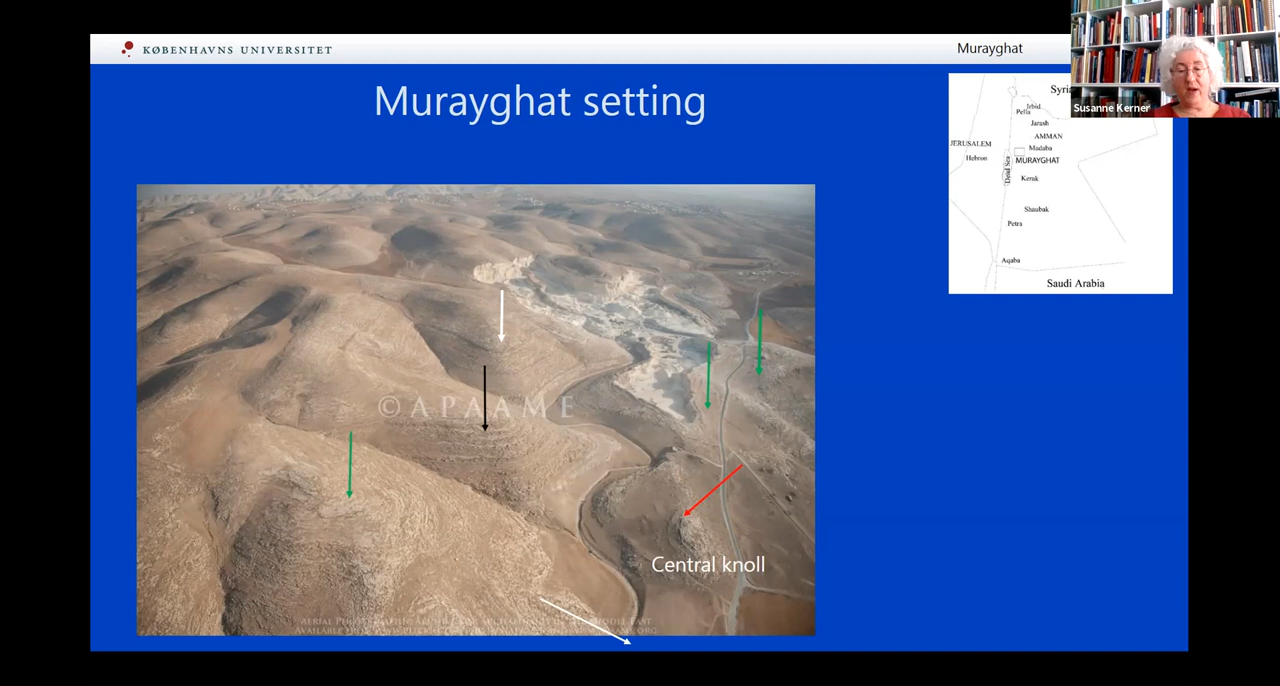 KØBENHAVNS UNIVERSITET
Murayghat
Susanne Kerner
Murayghat setting
Syri
Irbid
Pella
Jarash
AMMAN
JERUSALEM
Madaba
Hebron
MURAYGHAT
Dead Sea
Kerak
Shaubak
Petra
Aqaba
Saudi Arabia
©APAAME
Central knoll